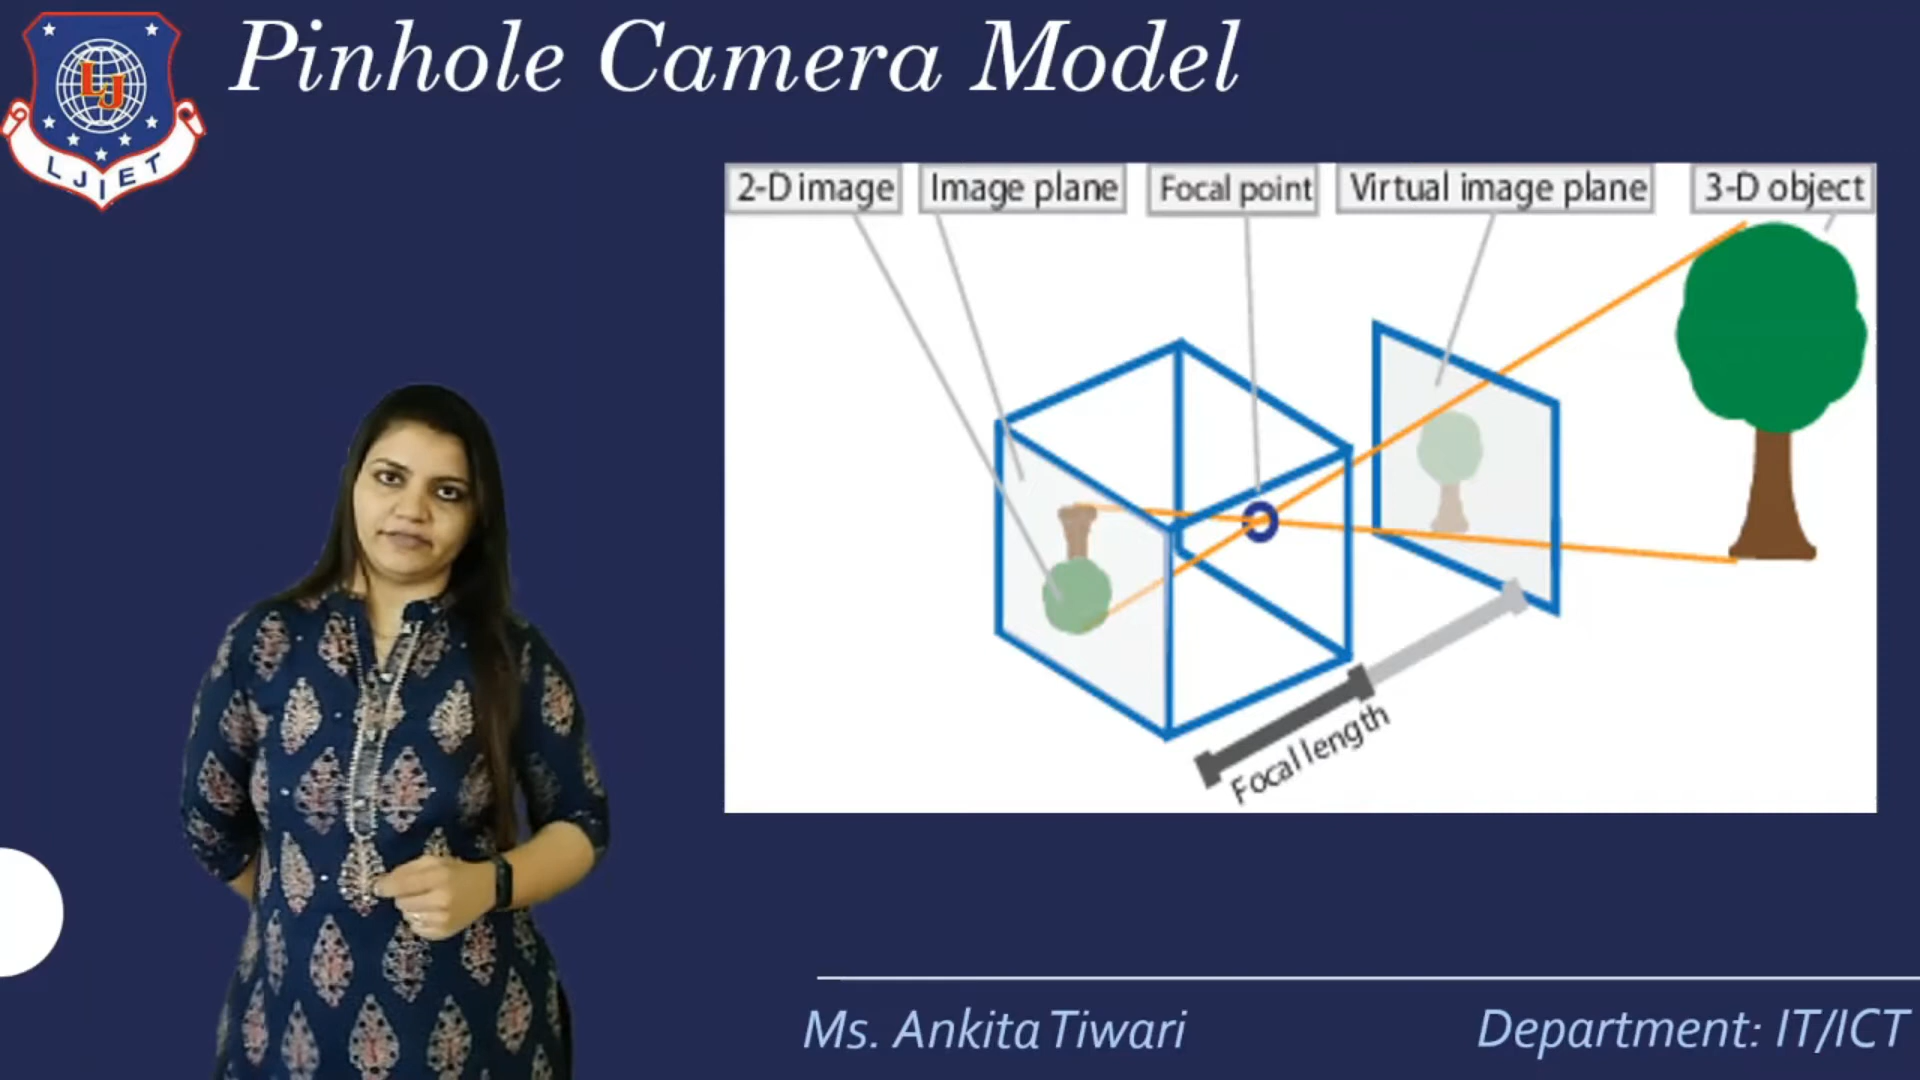 Pinhole Camera Model
LJ
LJIET
2-D image
Image plane
Focal point
Virtual image plane
3-D object
Focal length
Ms. Ankita Tiwari
Department: IT/ICT